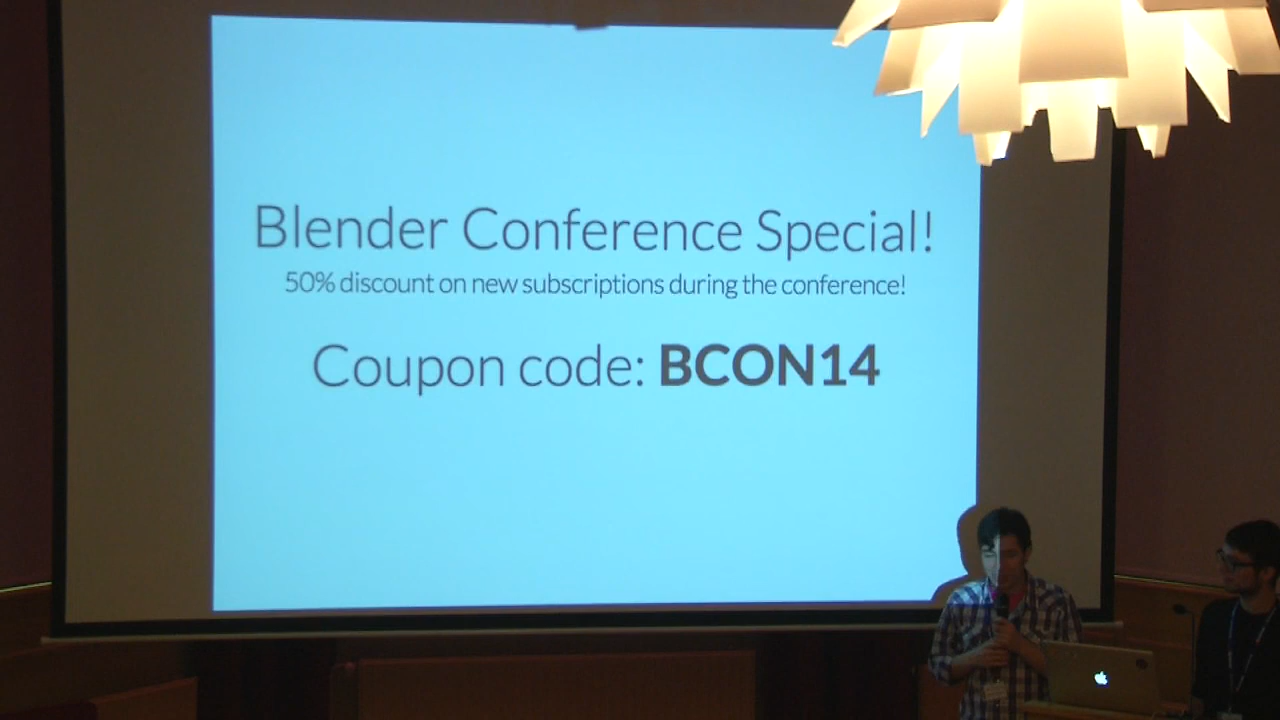 Blender Conference Special!
50% discount on new subscriptions during the conference!
Coupon code: BCON14